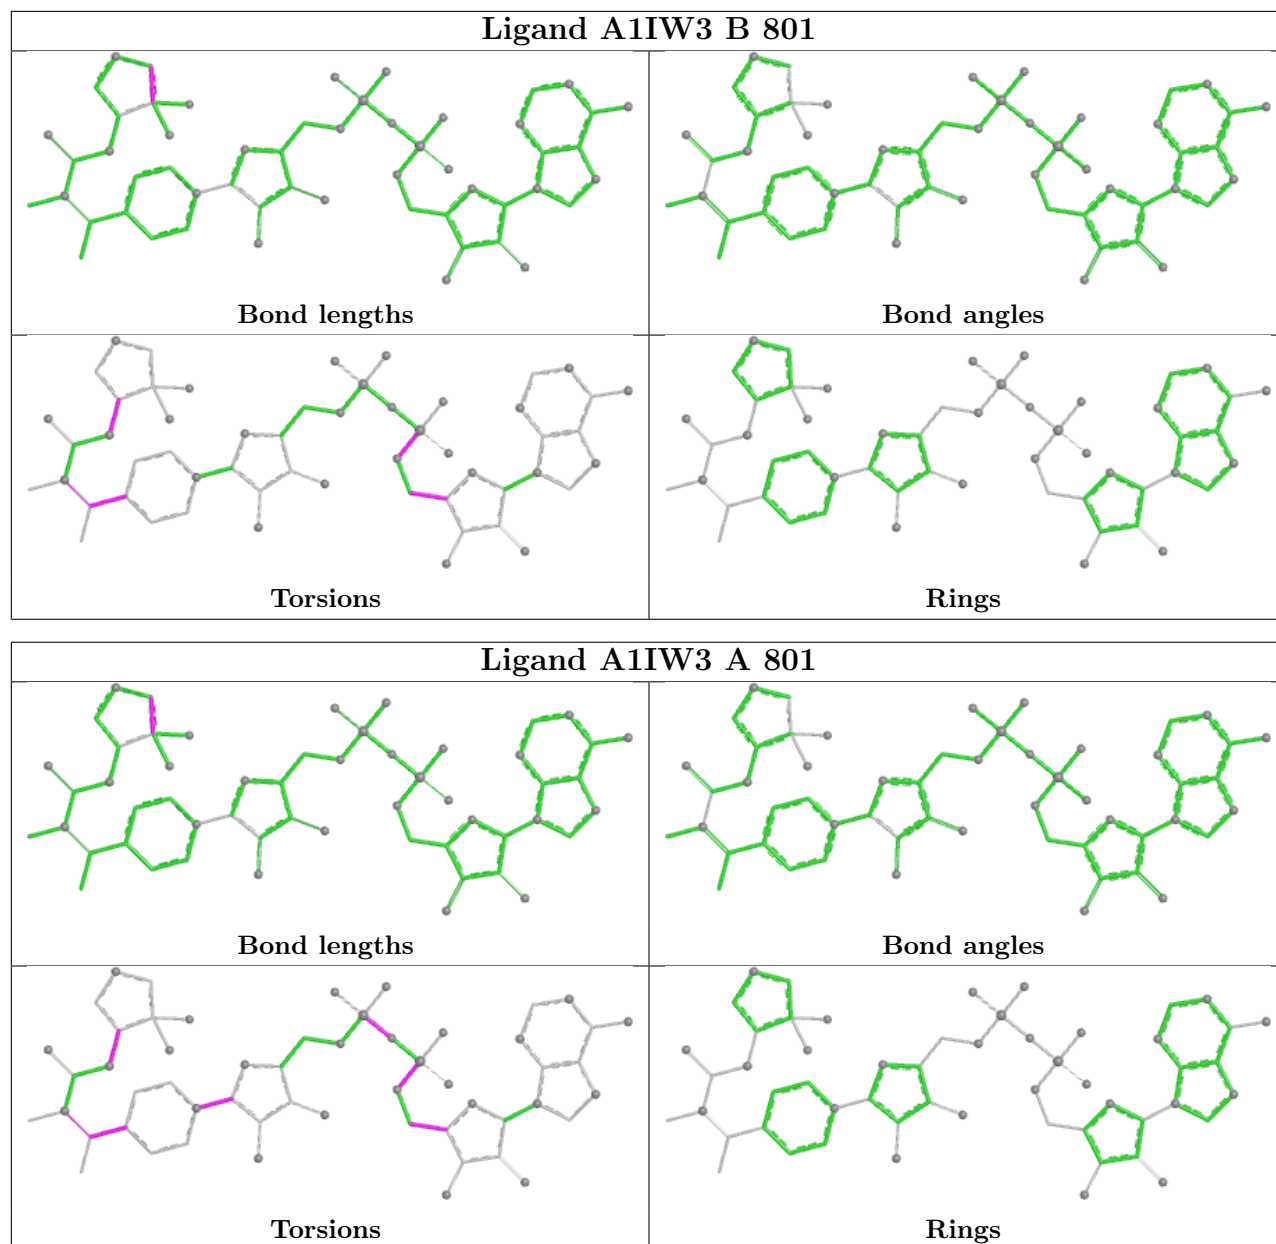 Ligand A1IW3 B 801
Bond lengths
Bond angles
Torsions
Rings
Ligand A1IW3 A 801
Bond lengths
Bond angles
Torsions
Rings